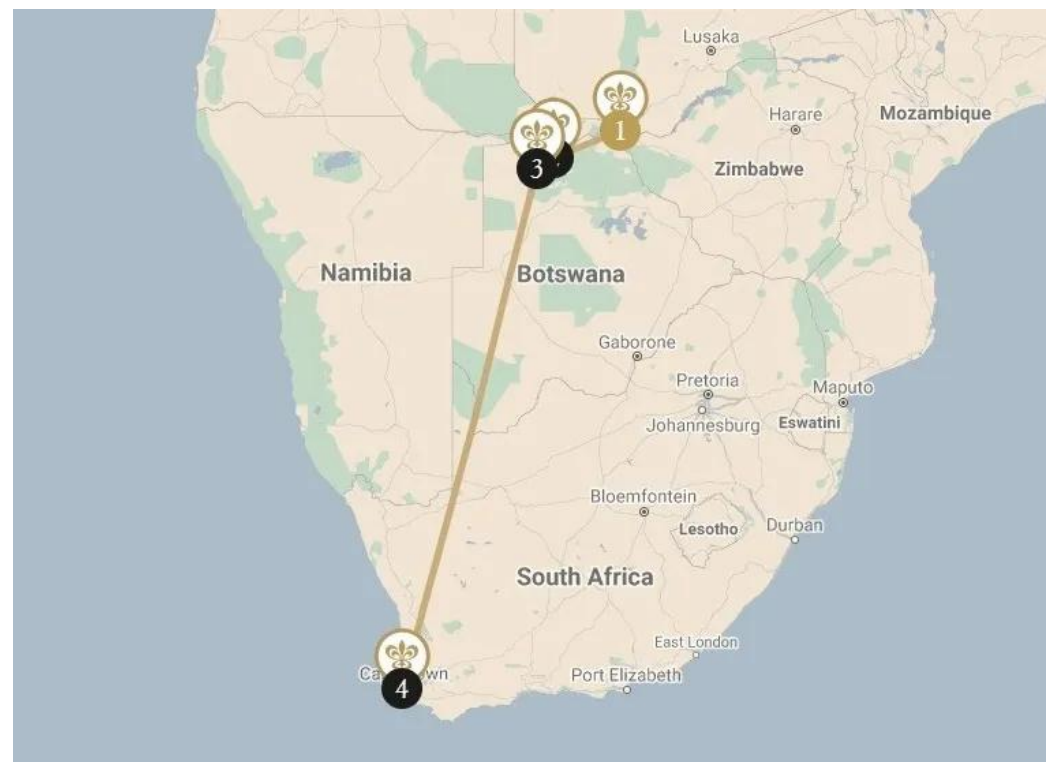 Lusaka
1
Harare
Mozambique
3
Zimbabwe
Namibia
Botswana
Gaborone
Pretoria
Maputo
Johannesburg
Eswatini
Bloemfontein
Lesotho
Durban
South Africa
East London
Port Elizabeth
4